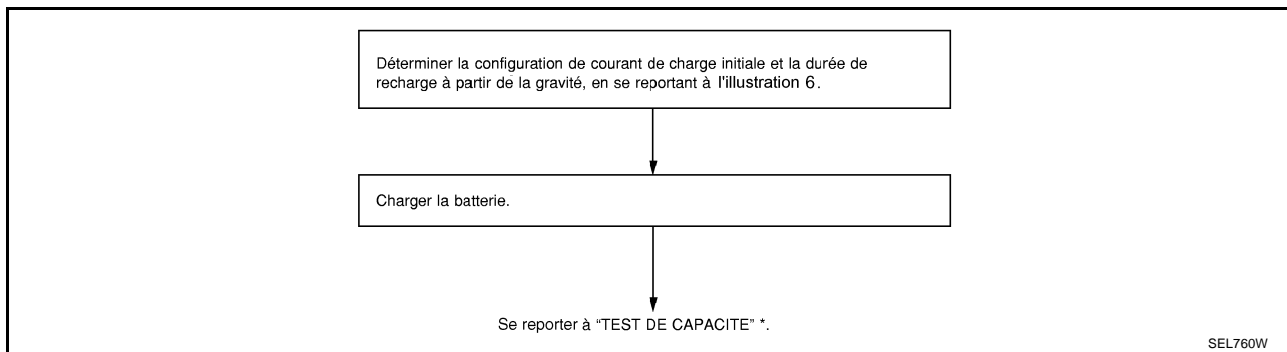 Déterminer la configuration de courant de charge initiale et la durée de
recharge à partir de la gravité, en se reportant à l'illustration 6.
Charger la batterie.
Se reporter à “TEST DE CAPACITE” *.
SEL760W